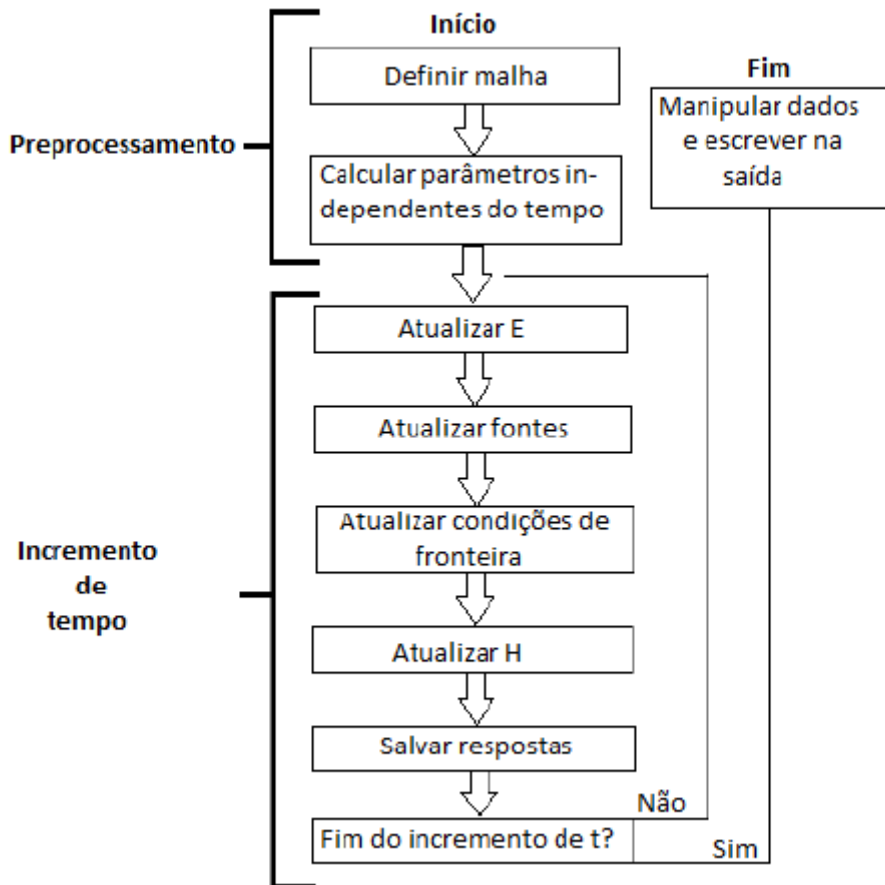 Início
Definir malha
Preprocessamento
Calcular parâmetros in-
dependentes do tempo
Fim
Manipular dados
e escrever na
saída
Incremento
de
tempo
Atualizar E
Atualizar fontes
Atualizar condições de
fronteira
Atualizar H
Salvar respostas
Fim do incremento de t?
Não
Sim